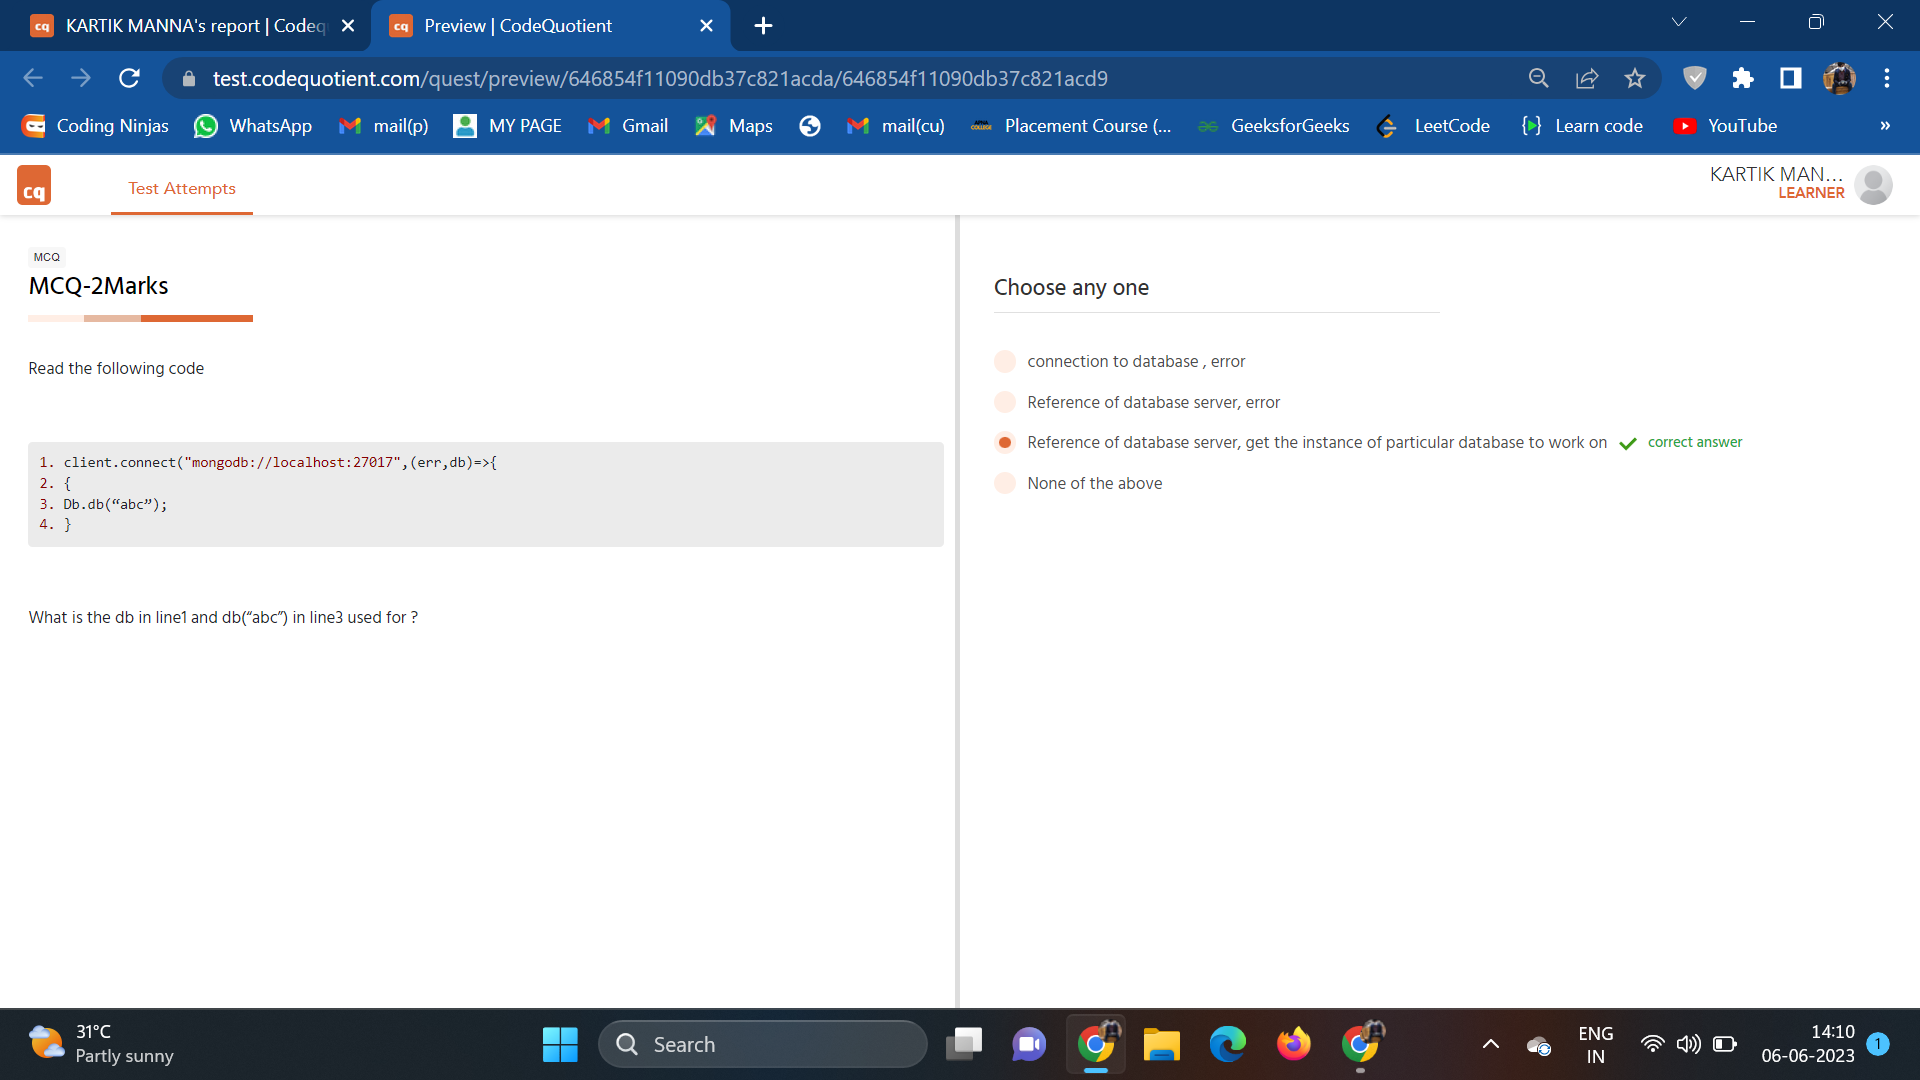 KARTIK MANNA's report | Codeq
Preview | CodeQuotient
test.codequotient.com/quest/preview/646854f11090db37c821acda/646854f11090db37c821acd9
Coding Ninjas
WhatsApp
mail(p)
MY PAGE
Gmail
Maps
mail(cu)
Placement Course (...
GeeksforGeeks
LeetCode
Learn code
YouTube
»
cq
Test Attempts
KARTIK MAN...
LEARNER
MCQ
MCQ-2Marks
Read the following code
1. client.connect("mongodb://localhost:27017",(err,db)=>{
2. {
3. Db.db(“abc”);
4. }
What is the db in line1 and db(“abc”) in line3 used for ?
Choose any one
connection to database , error
Reference of database server, error
Reference of database server, get the instance of particular database to work on correct answer
None of the above
31°C
Partly sunny
Search
ENG
IN
14:10
06-06-2023
1